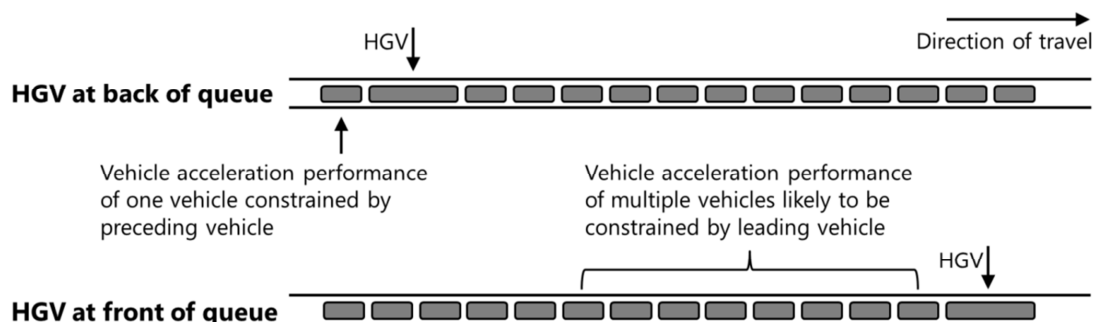 HGV
Direction of travel
HGV at back of queue
Vehicle acceleration performance
of one vehicle constrained by
preceding vehicle
Vehicle acceleration performance
of multiple vehicles likely to be
constrained by leading vehicle
HGV
HGV at front of queue